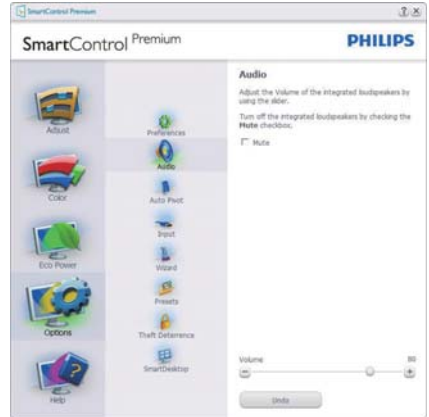 SmartControl Premium
SmartControl Premium
PHILIPS
Adjust
Color
Eco Power
Options
Help
Preferences
Audio
Auto Pivot
Input
Wizard
Presets
Theft Deterrence
SmartDesktop
Audio
Adjust the Volume of the integrated loudspeakers by
using the slider.
Turn off the integrated loudspeakers by checking the
Mute checkbox.
Mute
Volume
80
Undo